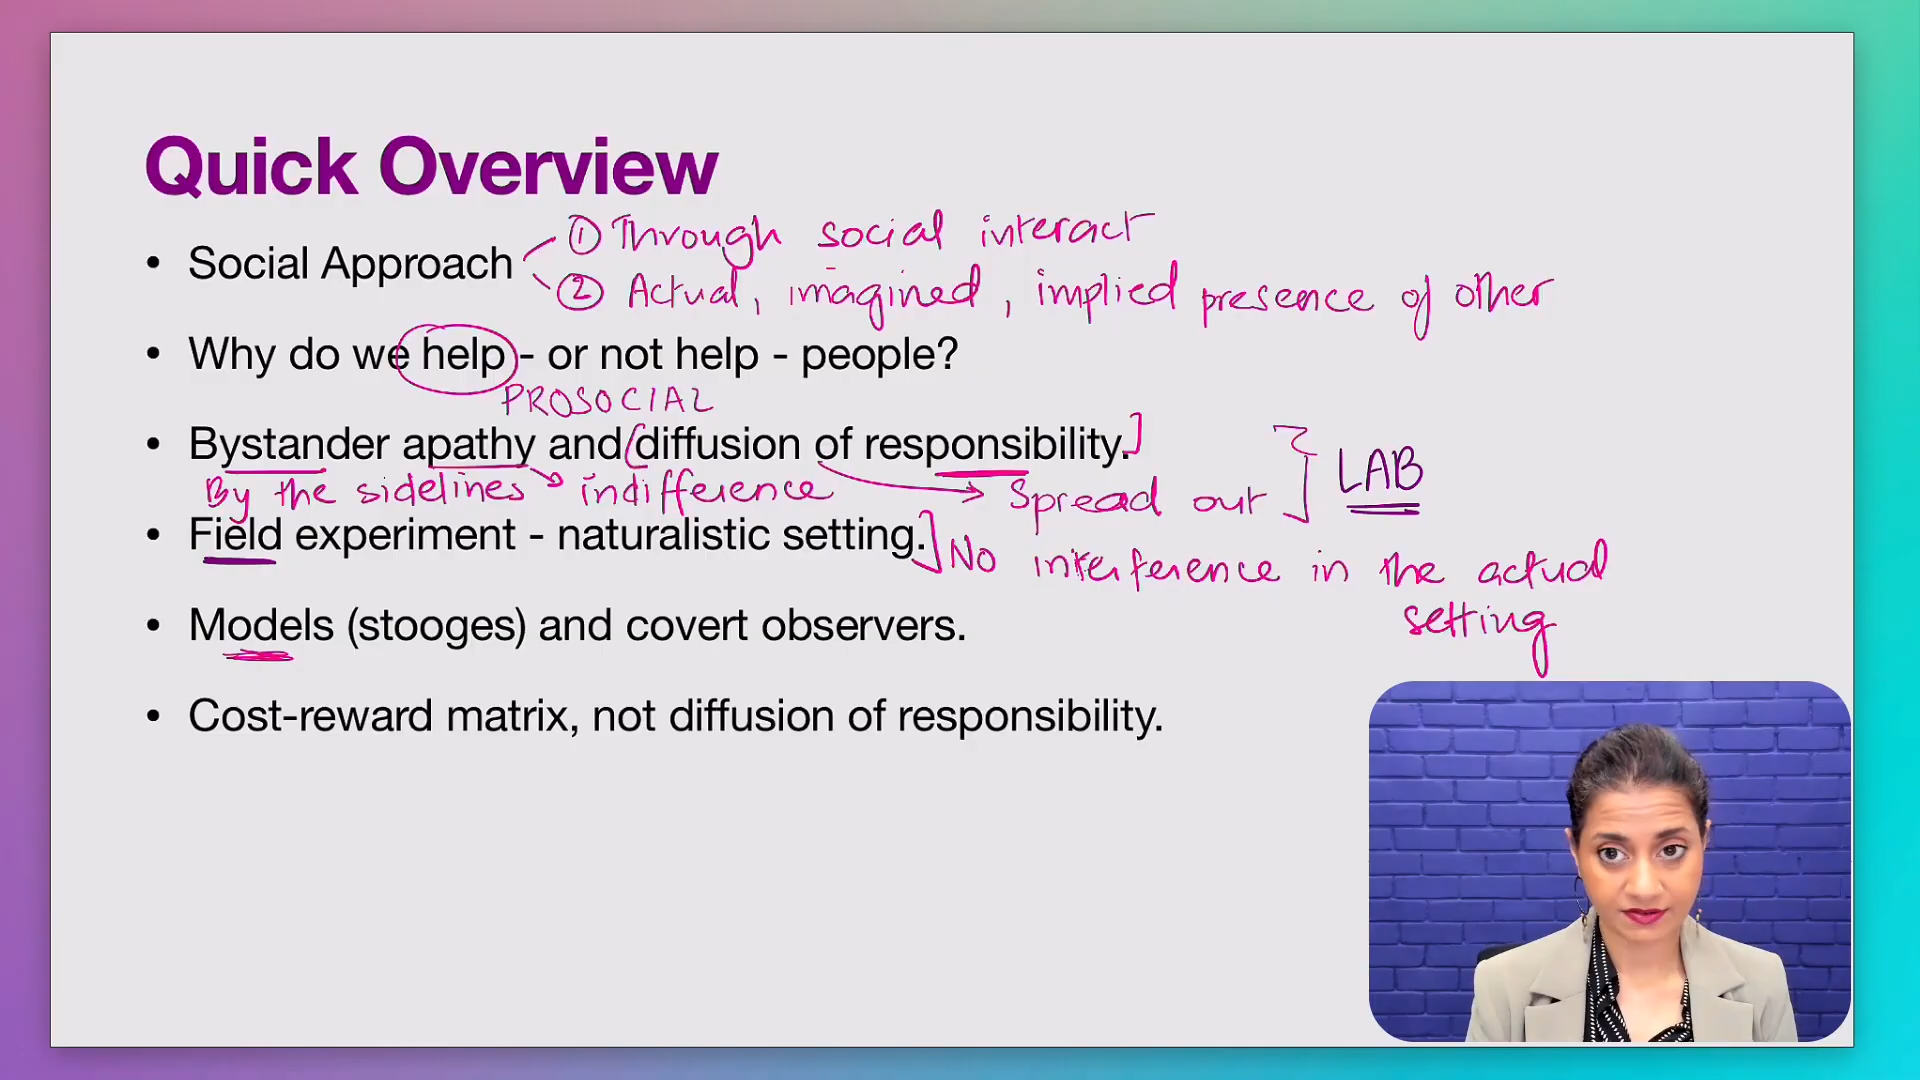 Quick Overview
① Through social interact
• Social Approach
② Actual, imagined, implied presence of other
• Why do we help - or not help - people?
PROSOCIAL
• Bystander apathy and (diffusion of responsibility.]
LAB
By the sidelines → indifference → Spread out
• Field experiment - naturalistic setting.]
No interference in the actual
setting
• Models (stooges) and covert observers.
• Cost-reward matrix, not diffusion of responsibility.